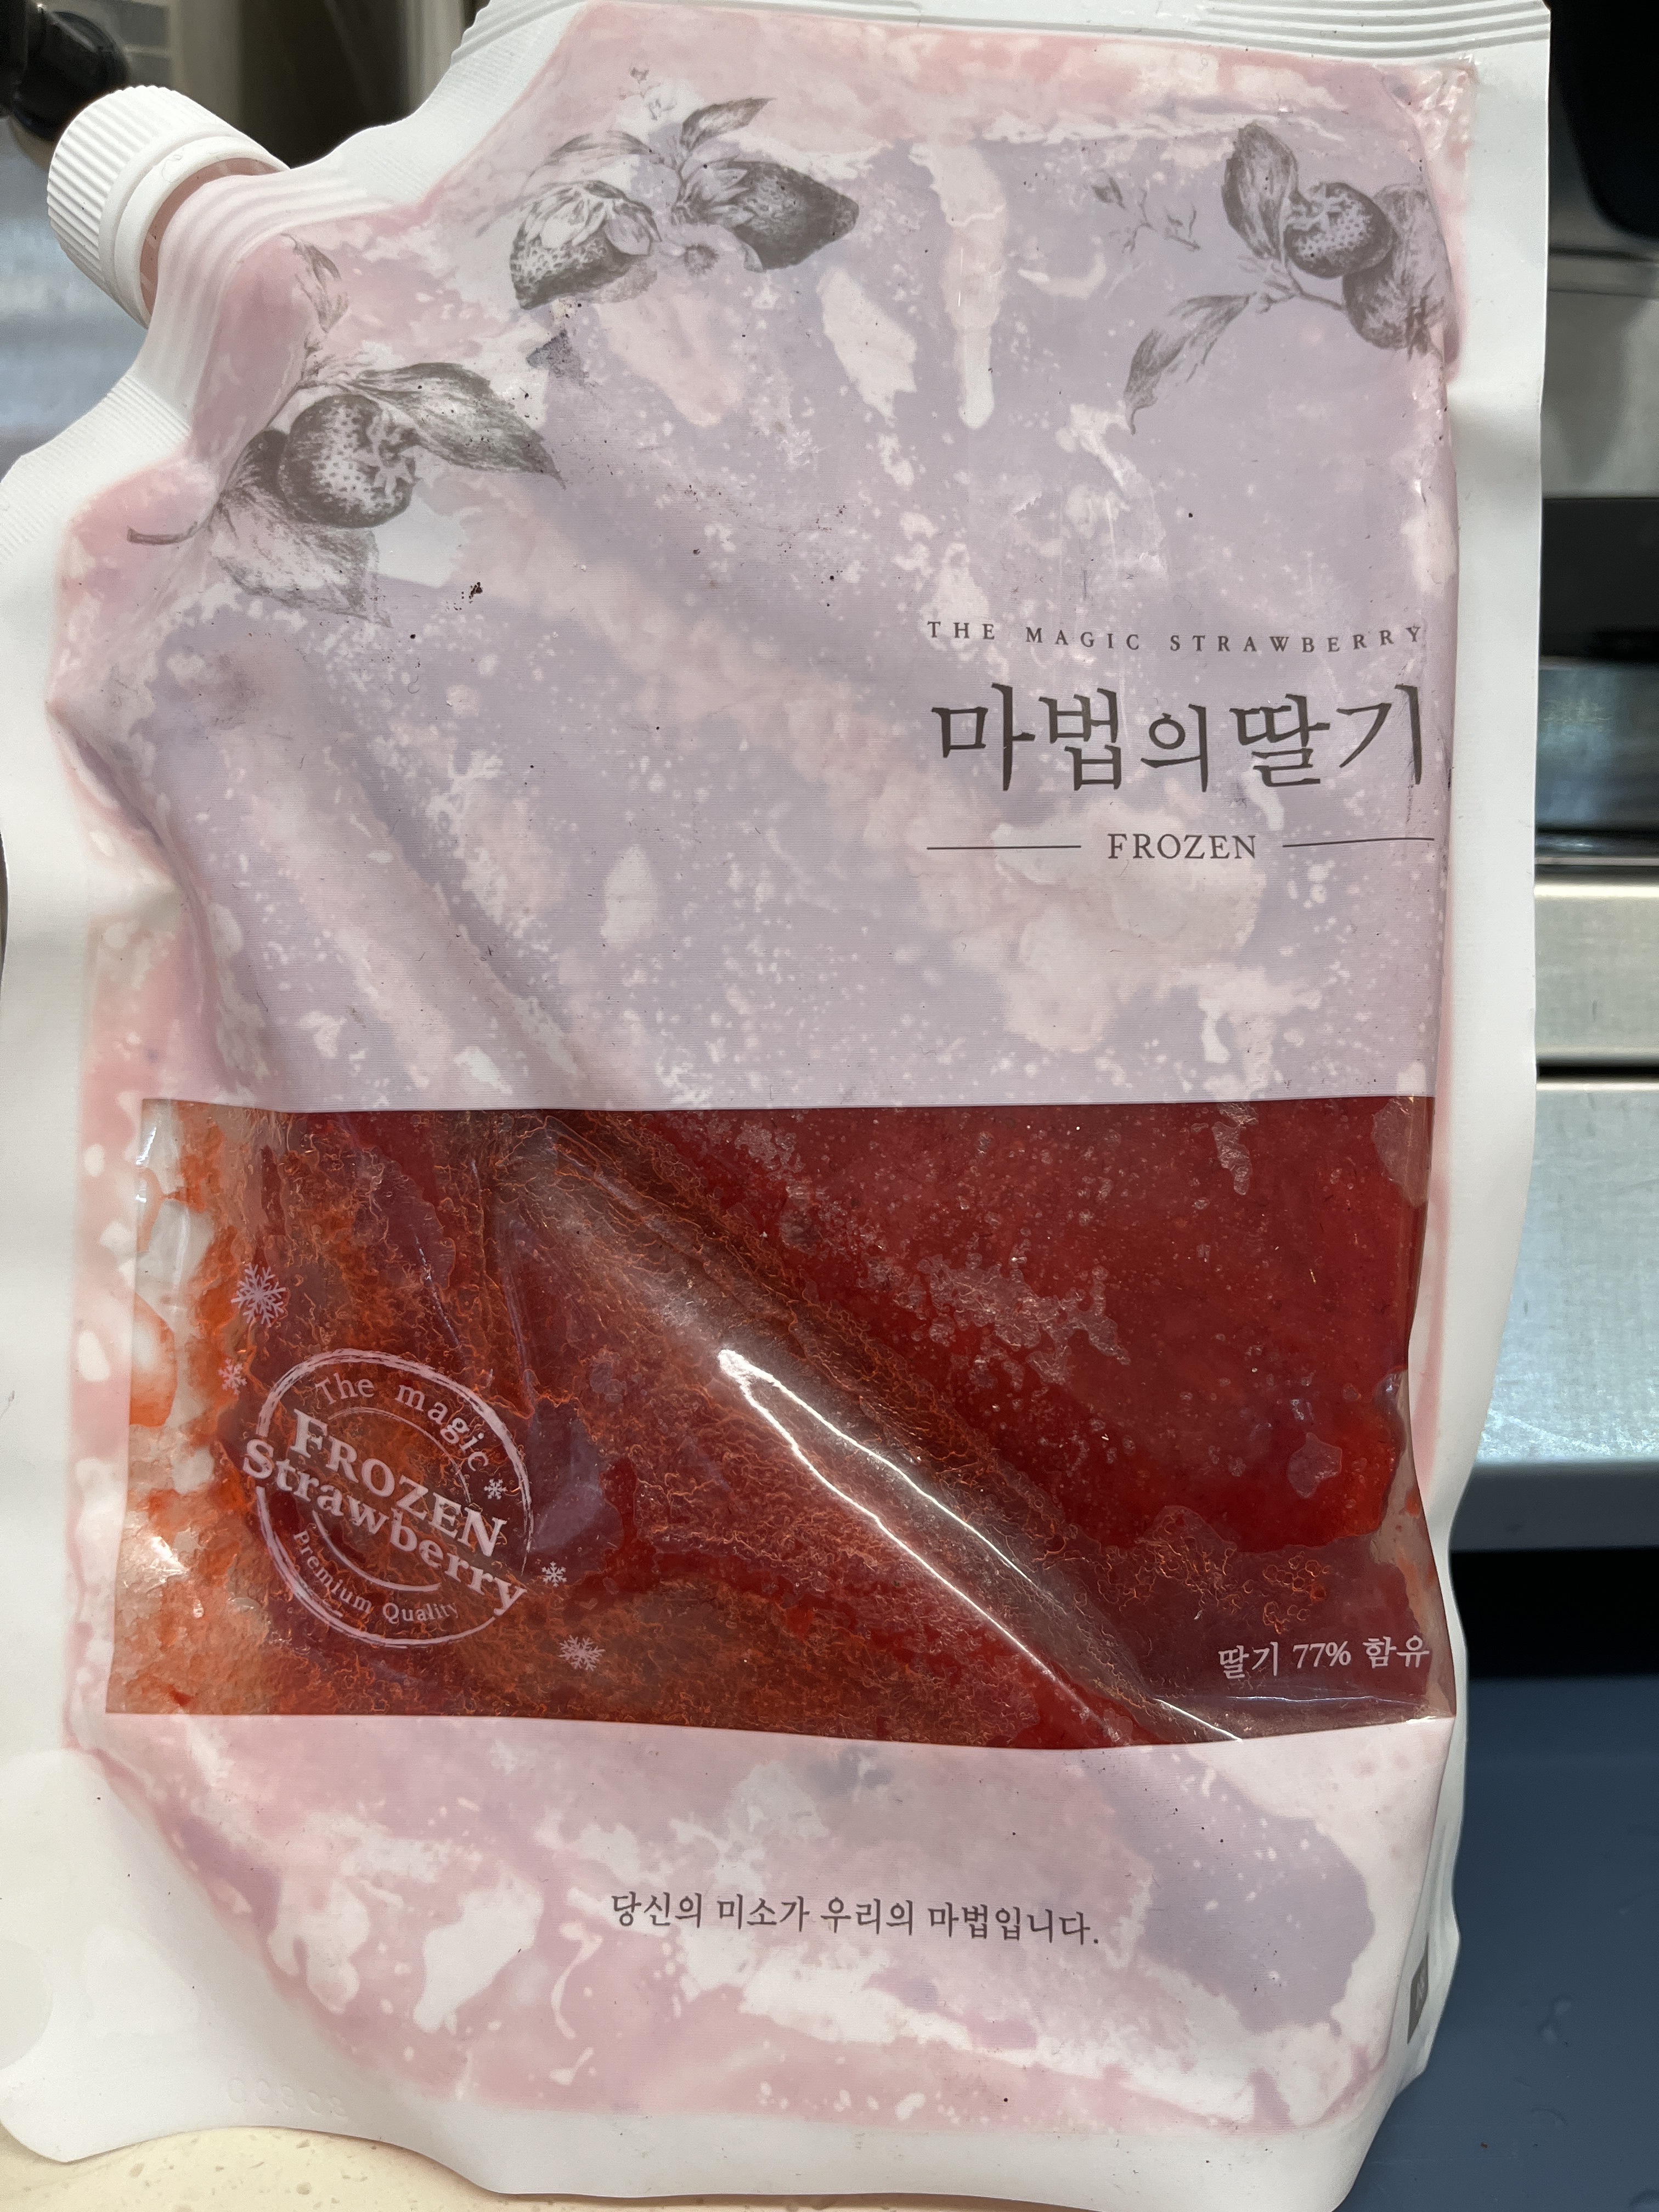 THE MAGIC STRAWBERRY
마법의딸기
FROZEN
The magic
FROZEN
Strawberry
Premium Quality
딸기 77% 함유
당신의 미소가 우리의 마법입니다.